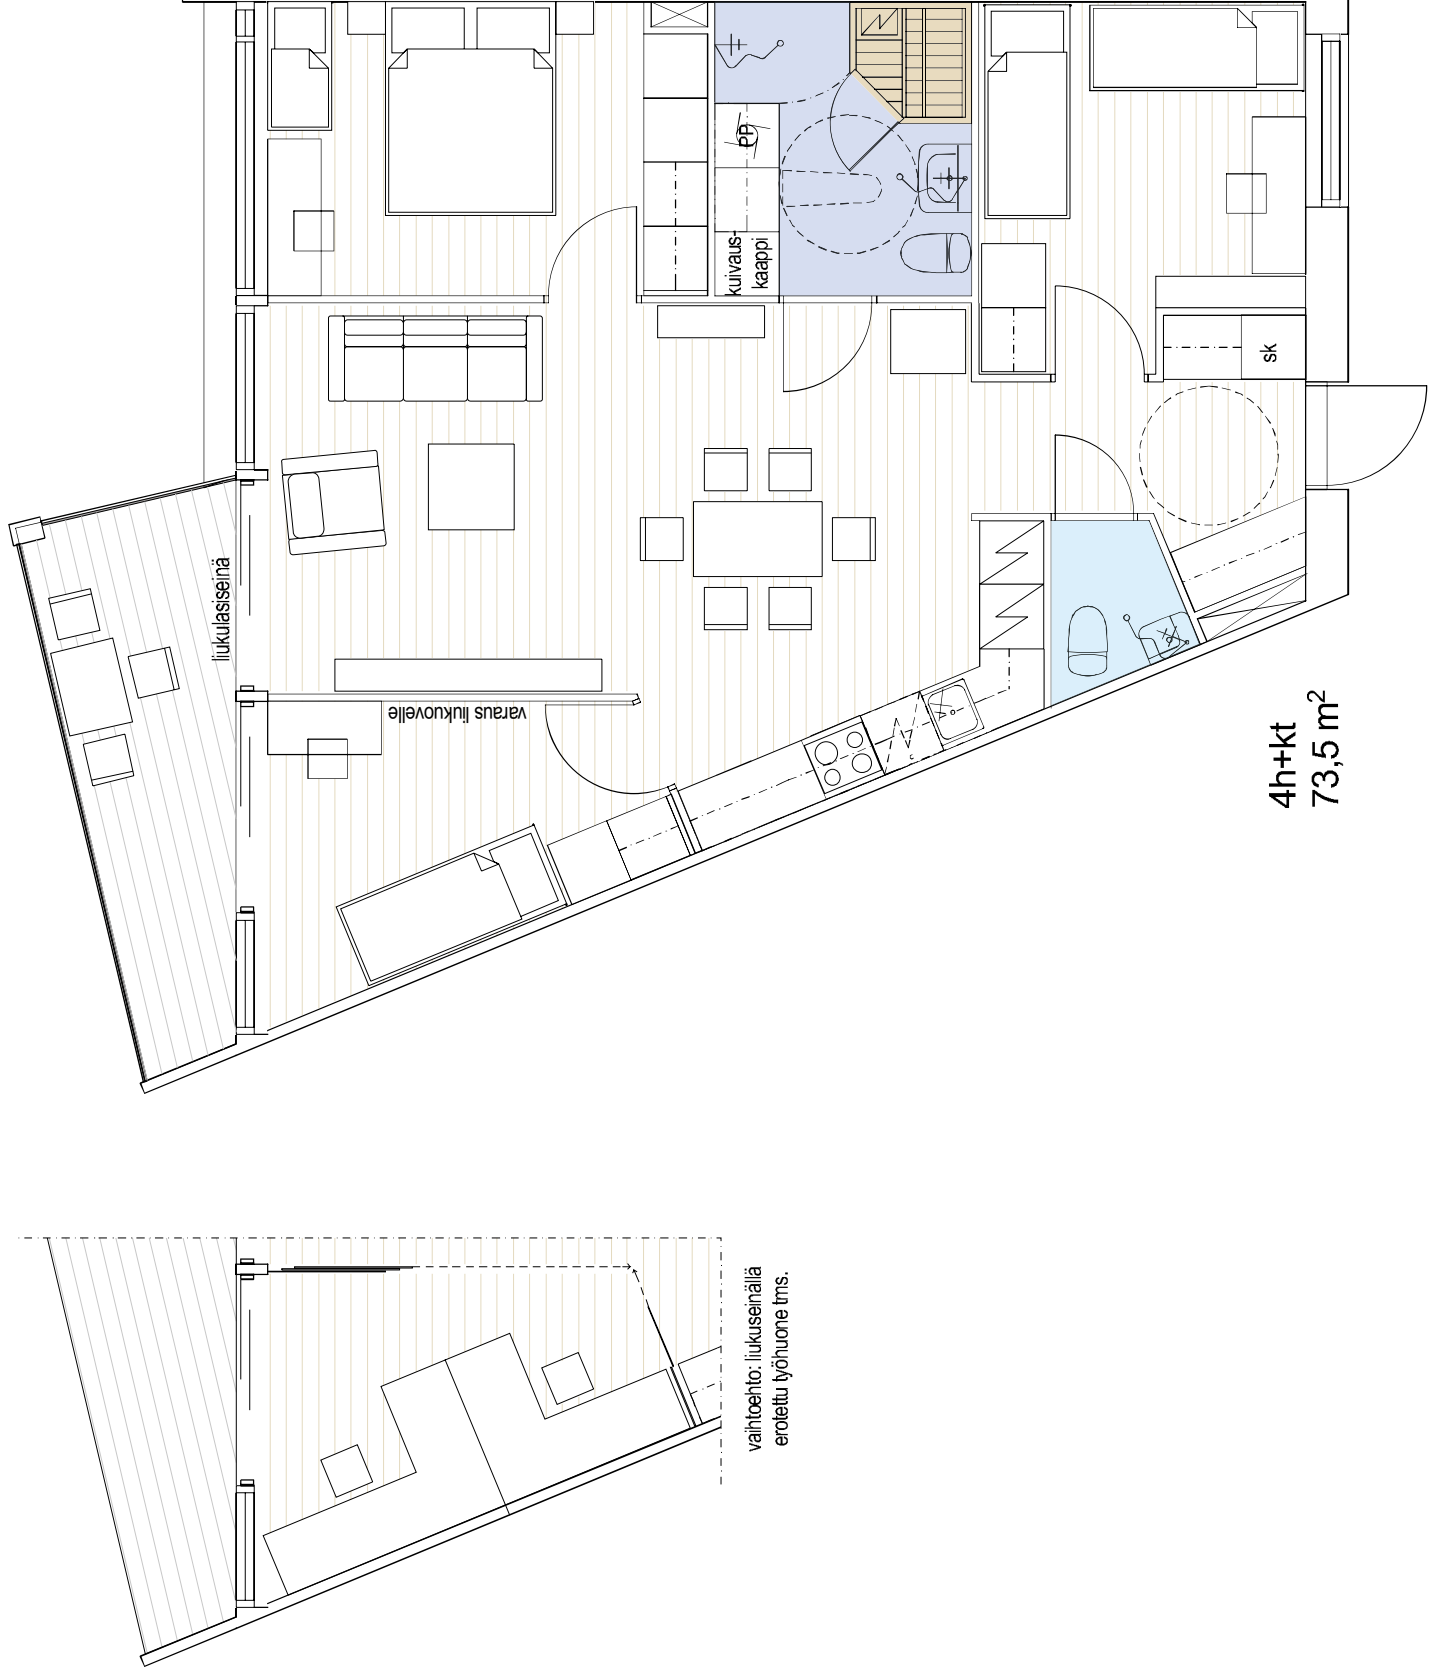 PP
kuivaus-
kaappi
sk
liukulasiseinä
varaus liukuovelle
4h+kt
73,5 m²
vaihtoehto: liukuseinällä
erotettu työhuone tms.